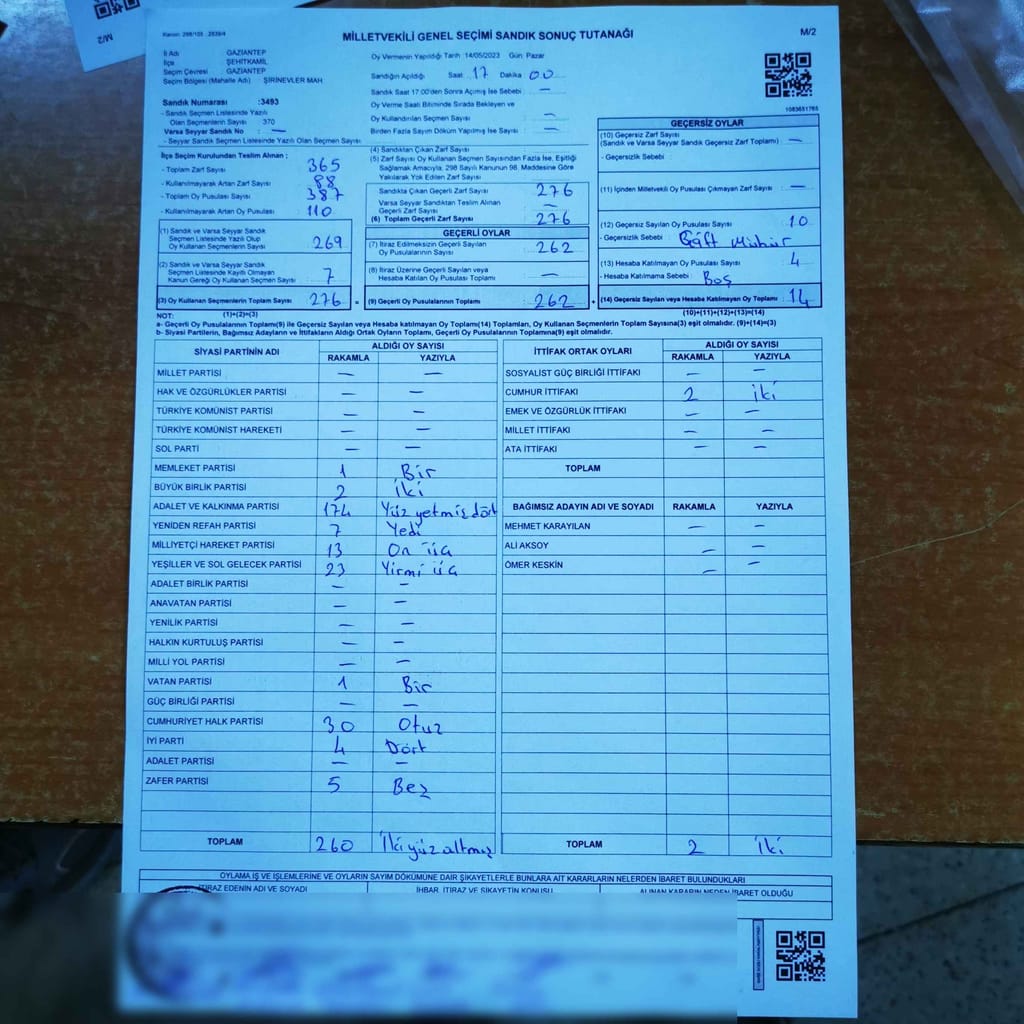 M/2
Kanun: 298/105 - 2839/4
MİLLETVEKİLİ GENEL SEÇİMİ SANDIK SONUÇ TUTANAĞI
M/2
İl Adı GAZİANTEP
İlçe ŞEHİTKAMİL
Seçim Çevresi GAZİANTEP
Seçim Bölgesi (Mahalle Adı) ŞİRİNEVLER MAH
Sandık Numarası :3493
- Sandık Seçmen Listesinde Yazılı
Olan Seçmenlerin Sayısı : 370
Varsa Seyyar Sandık No : —
- Seyyar Sandık Seçmen Listesinde Yazılı Olan Seçmen Sayısı
Oy Vermenin Yapıldığı Tarih 14/05/2023 Gün Pazar
Sandığın Açıldığı Saat 17 Dakika 00
Sandık Saat 17.00'den Sonra Açılmış İse Sebebi —
Oy Verme Saati Bitiminde Sırada Bekleyen ve
Oy Kullandırılan Seçmen Sayısı —
Birden Fazla Sayım Döküm Yapılmış İse Sayısı —
1083651785
İlçe Seçim Kurulundan Teslim Alınan :
- Toplam Zarf Sayısı 365
- Kullanılmayarak Artan Zarf Sayısı 88
- Toplam Oy Pusulası Sayısı 387
- Kullanılmayarak Artan Oy Pusulası 110
(1) Sandık ve Varsa Seyyar Sandık
Seçmen Listesinde Yazılı Olup
Oy Kullanan Seçmenlerin Sayısı 269
(2) Sandık ve Varsa Seyyar Sandık
Seçmen Listesinde Kayıtlı Olmayan
Kanun Gereği Oy Kullanan Seçmen Sayısı 7
(3) Oy Kullanan Seçmenlerin Toplam Sayısı 276 =
(4) Sandıktan Çıkan Zarf Sayısı
(5) Zarf Sayısı Oy Kullanan Seçmen Sayısından Fazla İse, Eşitliği
Sağlamak Amacıyla; 298 Sayılı Kanunun 98. Maddesine Göre
Yakılarak Yok Edilen Zarf Sayısı
Sandıkta Çıkan Geçerli Zarf Sayısı 276
Varsa Seyyar Sandıktan Teslim Alınan
Geçerli Zarf Sayısı —
(6) Toplam Geçerli Zarf Sayısı 276
GEÇERLİ OYLAR
(7) İtiraz Edilmeksizin Geçerli Sayılan
Oy Pusulalarının Sayısı 262
(8) İtiraz Üzerine Geçerli Sayılan veya
Hesaba Katılan Oy Pusulası Toplamı —
(9) Geçerli Oy Pusulalarının Toplamı 262 +
GEÇERSİZ OYLAR
(10) Geçersiz Zarf Sayısı
(Sandık ve Varsa Seyyar Sandık Geçersiz Zarf Toplamı) —
- Geçersizlik Sebebi
(11) İçinden Milletvekili Oy Pusulası Çıkmayan Zarf Sayısı —
(12) Geçersiz Sayılan Oy Pusulası Sayısı 10
- Geçersizlik Sebebi Çift Mühür
(13) Hesaba Katılmayan Oy Pusulası Sayısı 4
- Hesaba Katılmama Sebebi Boş
(14) Geçersiz Sayılan veya Hesaba Katılmayan Oy Toplamı 14
NOT: (1)+(2)=(3)
(10)+(11)+(12)+(13)=(14)
a- Geçerli Oy Pusulalarının Toplamı(9) ile Geçersiz Sayılan veya Hesaba katılmayan Oy Toplamı(14) Toplamları, Oy Kullanan Seçmenlerin Toplam Sayısına(3) eşit olmalıdır. (9)+(14)=(3)
b- Siyasi Partilerin, Bağımsız Adayların ve İttifakların Aldığı Ortak Oyların Toplamı, Geçerli Oy Pusulalarının Toplamına(9) eşit olmalıdır.
SİYASİ PARTİNİN ADI ALDIĞI OY SAYISI
RAKAMLA YAZIYLA
MİLLET PARTİSİ — —
HAK VE ÖZGÜRLÜKLER PARTİSİ — —
TÜRKİYE KOMÜNİST PARTİSİ — —
TÜRKİYE KOMÜNİST HAREKETİ — —
SOL PARTİ — —
MEMLEKET PARTİSİ 1 Bir
BÜYÜK BİRLİK PARTİSİ 2 İki
ADALET VE KALKINMA PARTİSİ 174 Yüz yetmiş dört
YENİDEN REFAH PARTİSİ 7 Yedi
MİLLİYETÇİ HAREKET PARTİSİ 13 On üç
YEŞİLLER VE SOL GELECEK PARTİSİ 23 Yirmi üç
ADALET BİRLİK PARTİSİ — —
ANAVATAN PARTİSİ — —
YENİLİK PARTİSİ — —
HALKIN KURTULUŞ PARTİSİ — —
MİLLİ YOL PARTİSİ — —
VATAN PARTİSİ 1 Bir
GÜÇ BİRLİĞİ PARTİSİ — —
CUMHURİYET HALK PARTİSİ 30 Otuz
İYİ PARTİ 4 Dört
ADALET PARTİSİ — —
ZAFER PARTİSİ 5 Beş
TOPLAM 260 İki yüz altmış
İTTİFAK ORTAK OYLARI ALDIĞI OY SAYISI
RAKAMLA YAZIYLA
SOSYALİST GÜÇ BİRLİĞİ İTTİFAKI — —
CUMHUR İTTİFAKI 2 İki
EMEK VE ÖZGÜRLÜK İTTİFAKI — —
MİLLET İTTİFAKI — —
ATA İTTİFAKI — —
TOPLAM
BAĞIMSIZ ADAYIN ADI VE SOYADI RAKAMLA YAZIYLA
MEHMET KARAYILAN — —
ALİ AKSOY — —
ÖMER KESKİN — —
TOPLAM 2 İki
OYLAMA İŞ VE İŞLEMLERİNE VE OYLARIN SAYIM DÖKÜMÜNE DAİR ŞİKAYETLERLE BUNLARA AİT KARARLARIN NELERDEN İBARET BULUNDUKLARI
İTİRAZ EDENİN ADI VE SOYADI İHBAR, İTİRAZ VE ŞİKAYETİN KONUSU ALINAN KARARIN NEDEN İBARET OLDUĞU